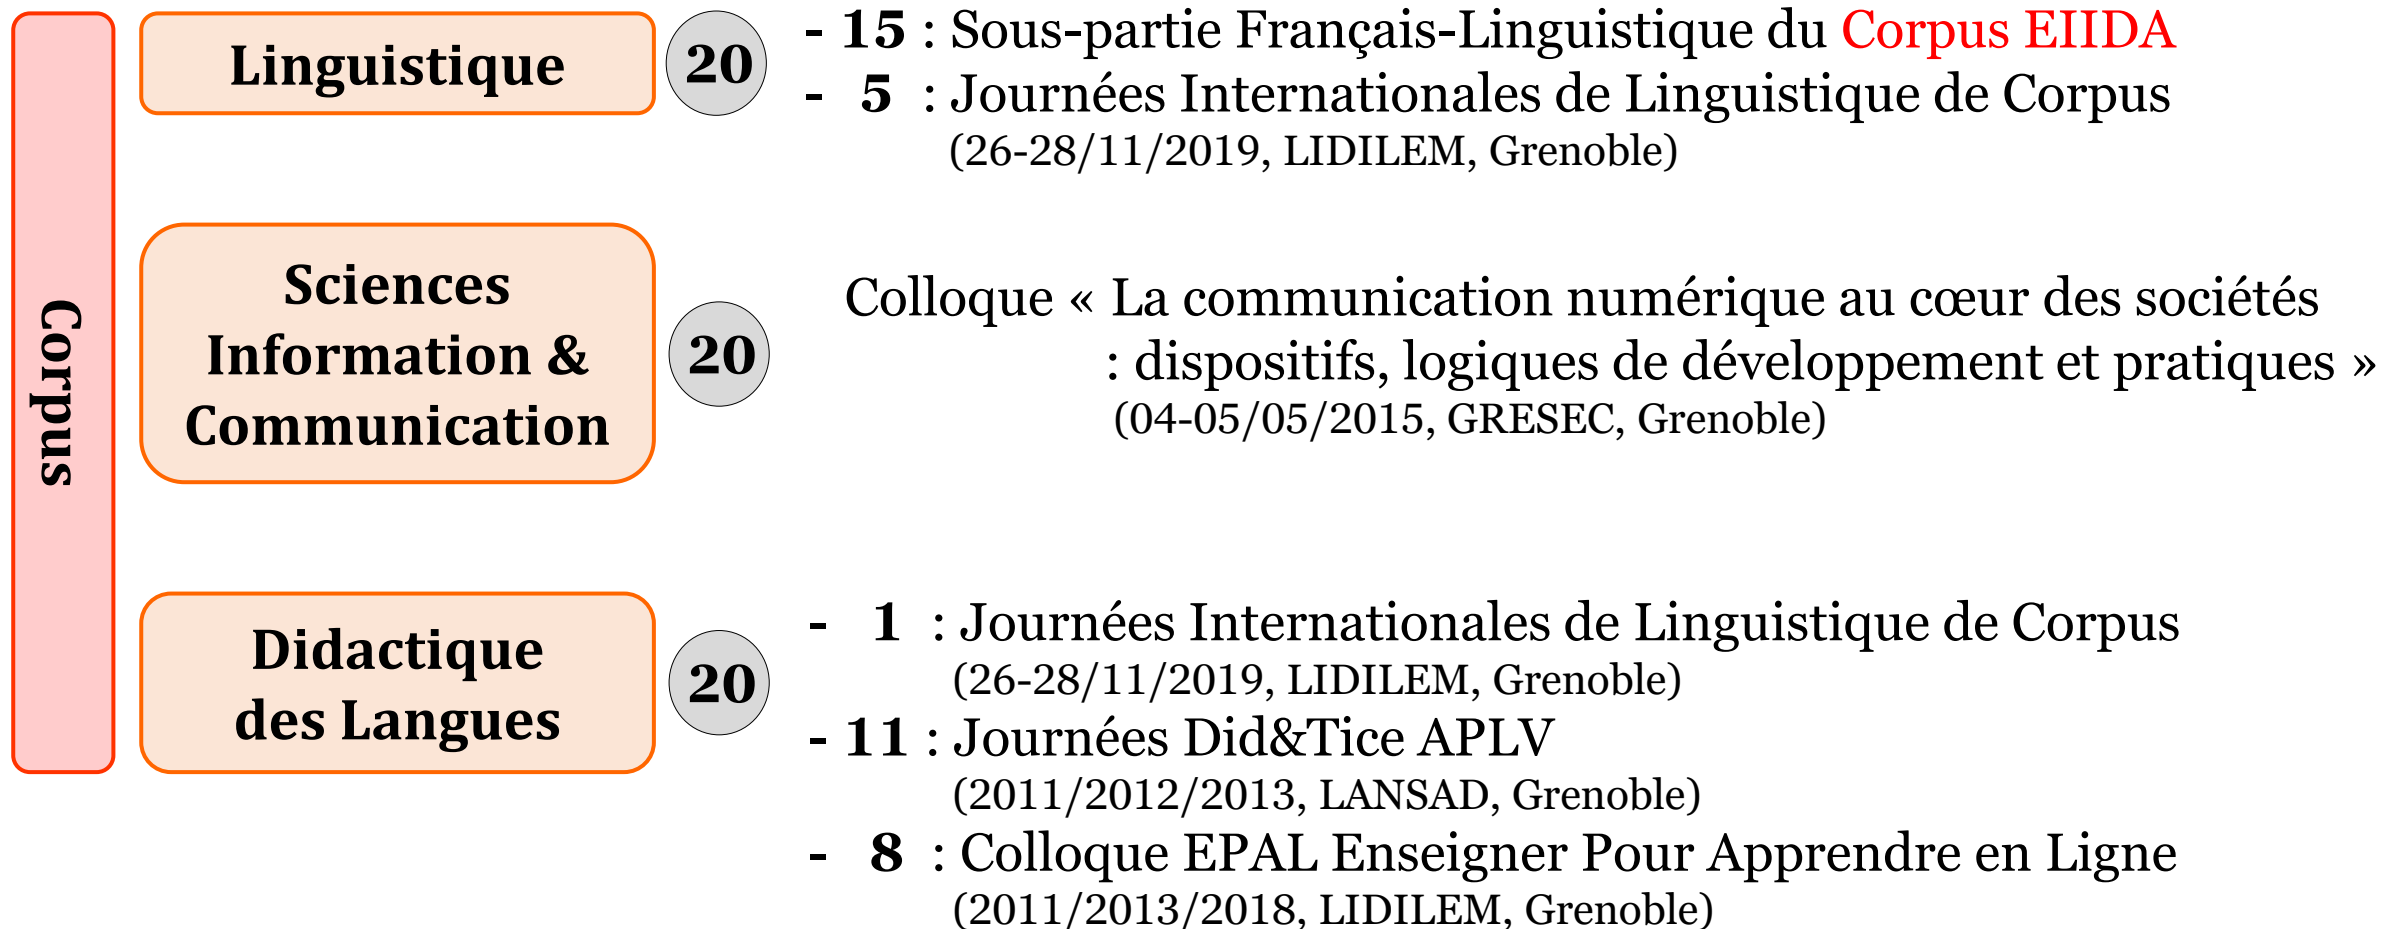 Corpus
Linguistique
20
- 15 : Sous-partie Français-Linguistique du Corpus EIIDA
- 5 : Journées Internationales de Linguistique de Corpus
(26-28/11/2019, LIDILEM, Grenoble)
Sciences
Information &
Communication
20
Colloque « La communication numérique au cœur des sociétés
: dispositifs, logiques de développement et pratiques »
(04-05/05/2015, GRESEC, Grenoble)
Didactique
des Langues
20
- 1 : Journées Internationales de Linguistique de Corpus
(26-28/11/2019, LIDILEM, Grenoble)
- 11 : Journées Did&Tice APLV
(2011/2012/2013, LANSAD, Grenoble)
- 8 : Colloque EPAL Enseigner Pour Apprendre en Ligne
(2011/2013/2018, LIDILEM, Grenoble)